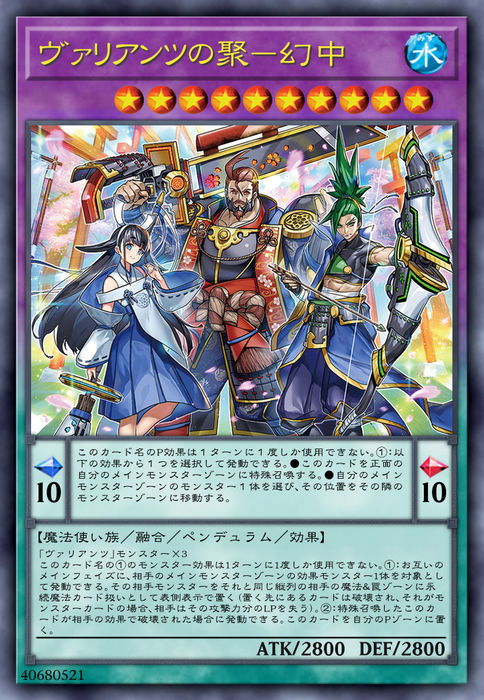 ヴァリアンツの聚-幻中
みず
水
このカード名のP効果は1ターンに1度しか使用できない。①:以
下の効果から1つを選択して発動できる。●このカードを正面の
自分のメインモンスターゾーンに特殊召喚する。●自分のメイン
モンスターゾーンのモンスター1体を選び、その位置をその隣の
モンスターゾーンに移動する。
10
10
【魔法使い族/融合/ペンデュラム/効果】
「ヴァリアンツ」モンスター×3
このカード名の①のモンスター効果は1ターンに1度しか使用できない。①:お互いの
メインフェイズに、相手のメインモンスターゾーンの効果モンスター1体を対象とし
て発動できる。その相手モンスターをそれと同じ縦列の相手の魔法&罠ゾーンに永
続魔法カード扱いとして表側表示で置く(置く先にあるカードは破壊され、それがモ
ンスターカードの場合、相手はその攻撃力分のLPを失う)。②:特殊召喚したこのカー
ドが相手の効果で破壊された場合に発動できる。このカードを自分のPゾーンに置
く。
ATK/2800 DEF/2800
40680521